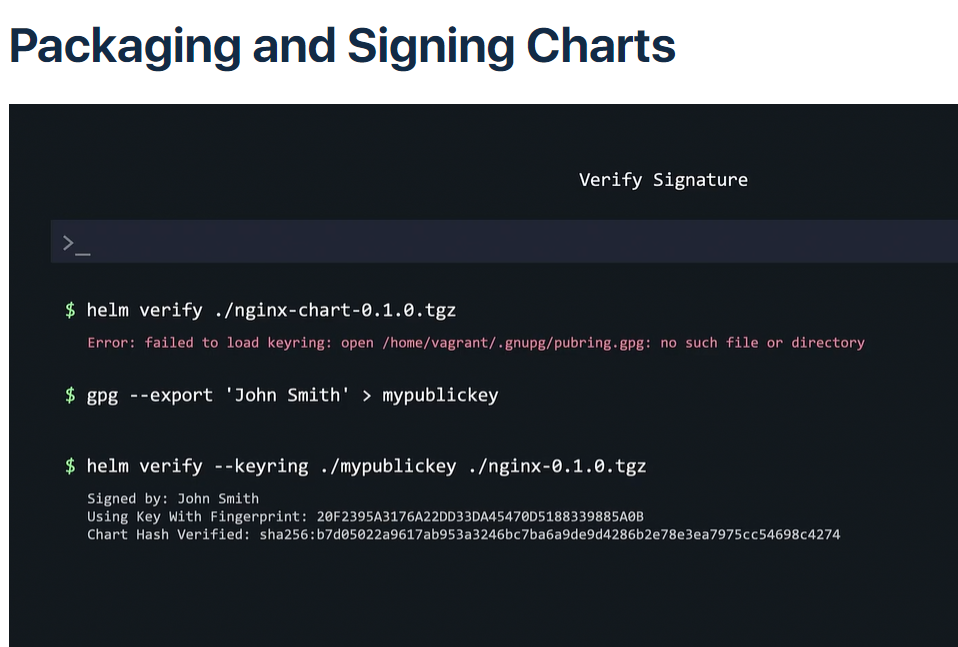 Packaging and Signing Charts
Verify Signature
>_
$ helm verify ./nginx-chart-0.1.0.tgz
Error: failed to load keyring: open /home/vagrant/.gnupg/pubring.gpg: no such file or directory
$ gpg --export 'John Smith' > mypublickey
$ helm verify --keyring ./mypublickey ./nginx-0.1.0.tgz
Signed by: John Smith
Using Key With Fingerprint: 20F2395A3176A22DD33DA45470D5188339885A0B
Chart Hash Verified: sha256:b7d05022a9617ab953a3246bc7ba6a9de9d4286b2e78e3ea7975cc54698c4274